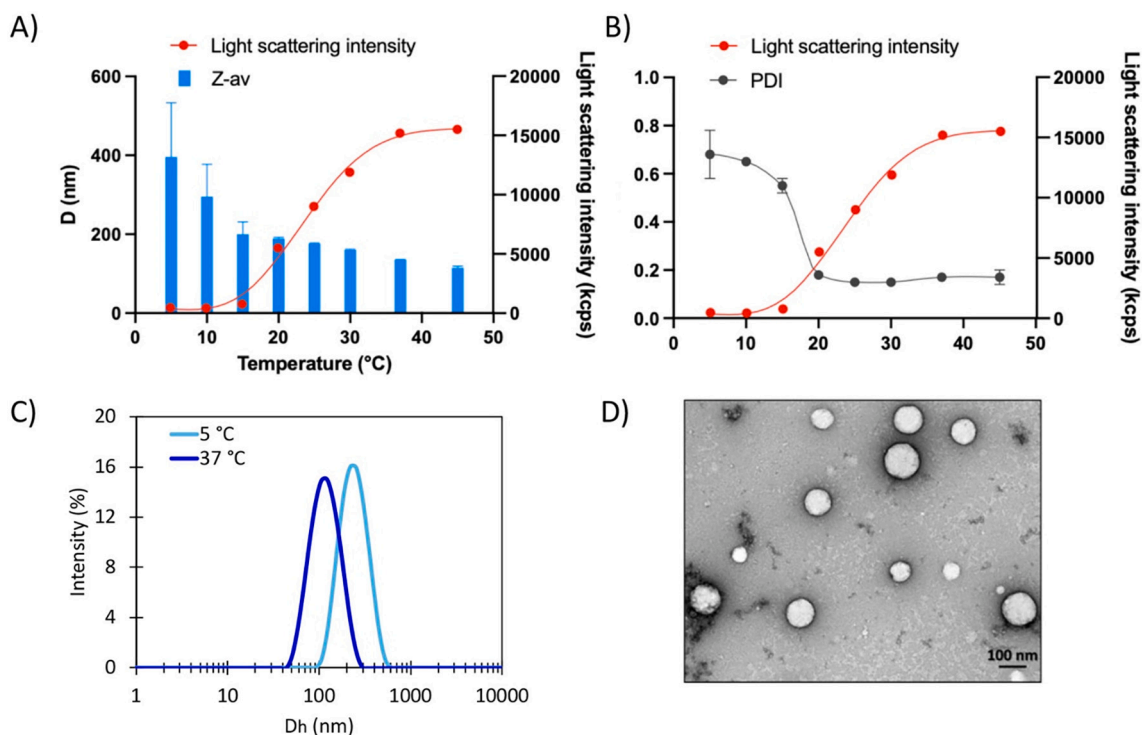 A)
Light scattering intensity
Z-av
600
400
200
0
D (nm)
20000
15000
10000
5000
0
Light scattering intensity (kcps)
0 10 20 30 40 50
Temperature (°C)
B)
Light scattering intensity
PDI
1.0
0.8
0.6
0.4
0.2
0.0
20000
15000
10000
5000
0
Light scattering intensity (kcps)
0 10 20 30 40 50
C)
5 °C
37 °C
20
16
12
8
4
0
Intensity (%)
1 10 100 1000 10000
Dh (nm)
D)
100 nm